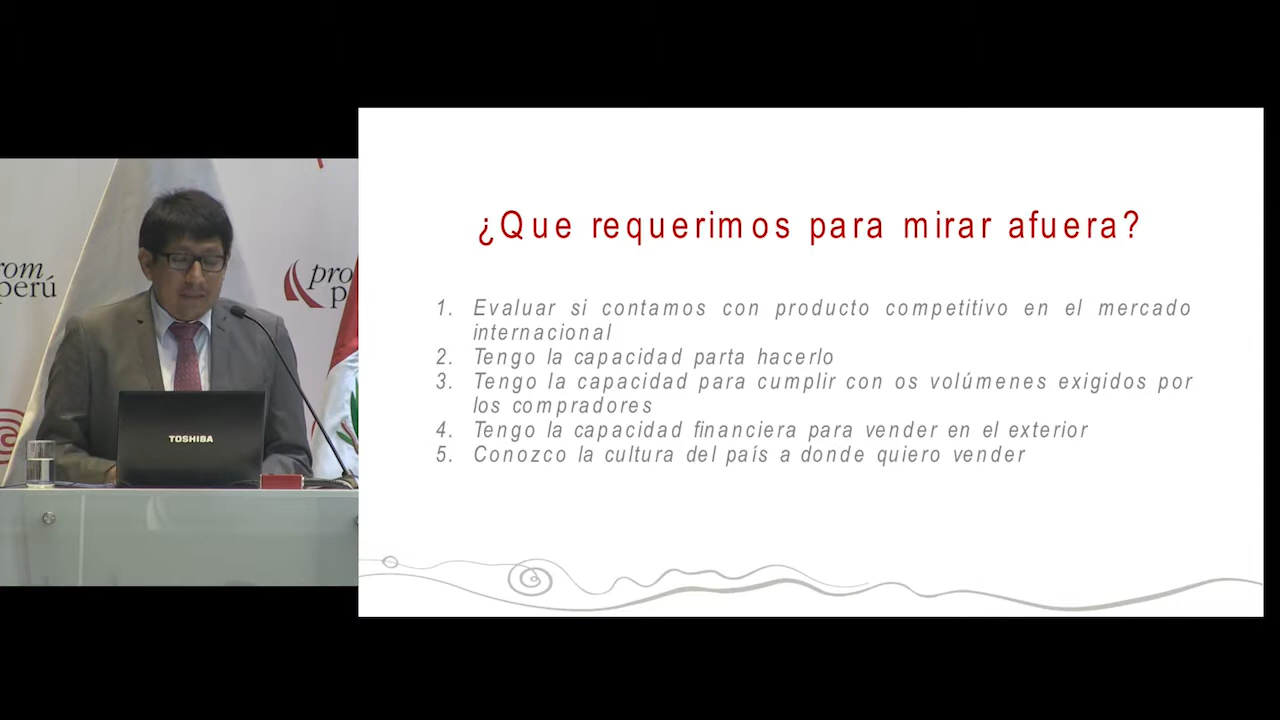 rom
perú
pro
p
TOSHIBA
¿Que requerimos para mirar afuera?
1. Evaluar si contamos con producto competitivo en el mercado
internacional
2. Tengo la capacidad parta hacerlo
3. Tengo la capacidad para cumplir con os volúmenes exigidos por
los compradores
4. Tengo la capacidad financiera para vender en el exterior
5. Conozco la cultura del país a donde quiero vender